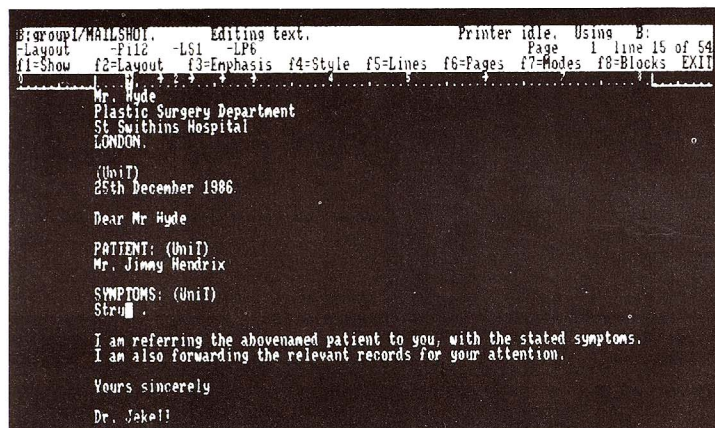 B:group1/MAILSHOT. Editing text. Printer idle. Using B:
-Layout -Pi12 -LS1 -LP6 Page 1 line 15 of 54
f1=Show f2=Layout f3=Emphasis f4=Style f5=Lines f6=Pages f7=Modes f8=Blocks EXIT
Mr. Hyde
Plastic Surgery Department
St Swithins Hospital
LONDON.
(UniT)
25th December 1986
Dear Mr Hyde
PATIENT: (UniT)
Mr. Jimmy Hendrix
SYMPTOMS: (UniT)
Stru .
I am referring the abovenamed patient to you, with the stated symptoms.
I am also forwarding the relevant records for your attention.
Yours sincerely
Dr. Jekell